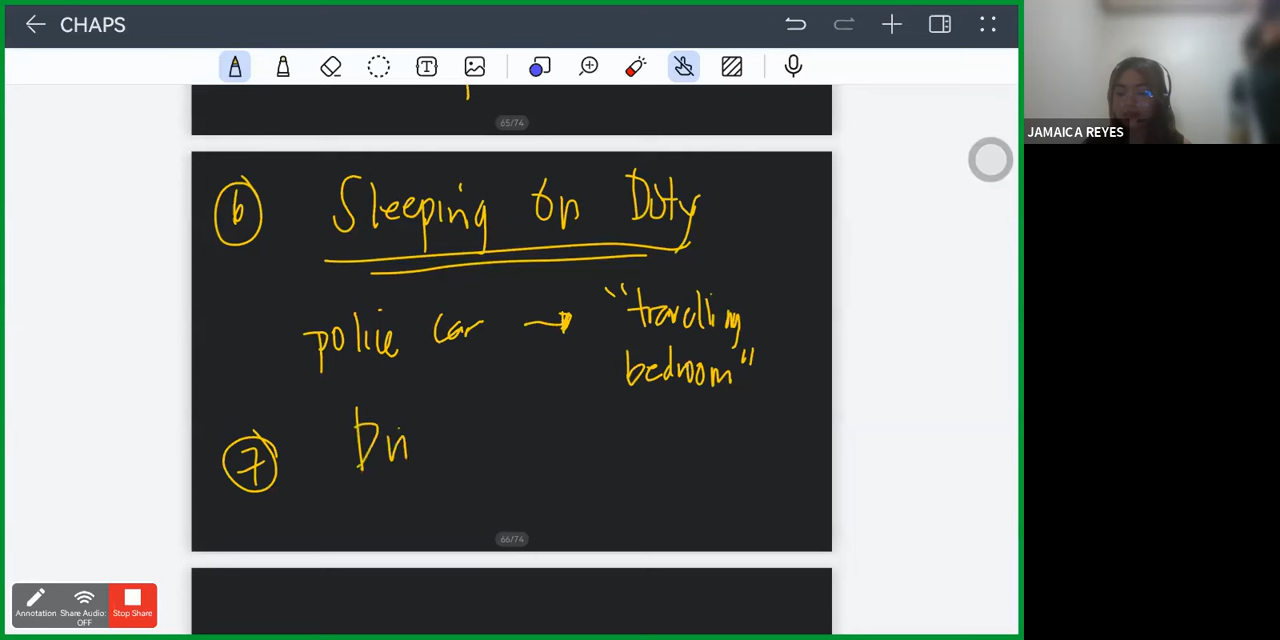 CHAPS
JAMAICA REYES
65/74
6 Sleeping on Duty
police car → "travelling
bedroom"
7 Dri
66/74
Annotation
Share Audio:
OFF
Stop Share